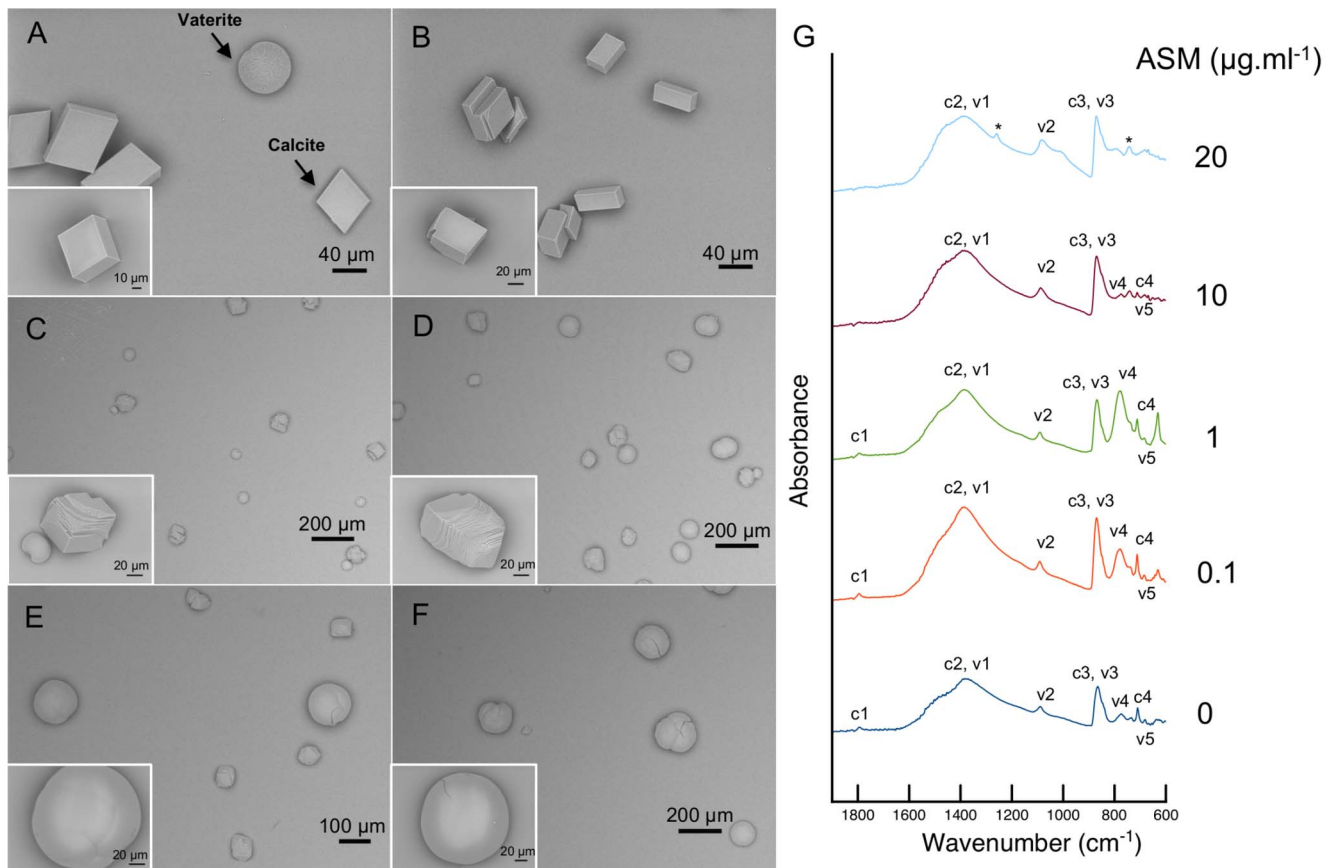 A
Vaterite
Calcite
40 µm
10 µm
B
40 µm
20 µm
C
200 µm
20 µm
D
200 µm
20 µm
E
100 µm
20 µm
F
200 µm
20 µm
G
ASM (µg.ml-1)
c2, v1
*
v2
c3, v3
*
20
c2, v1
v2
c3, v3
v4
c4
v5
10
c1
c2, v1
v2
c3, v3
v4
c4
v5
1
c1
c2, v1
v2
c3, v3
v4
c4
v5
0.1
c1
c2, v1
v2
c3, v3
v4
c4
v5
0
Absorbance
1800 1600 1400 1200 1000 800 600
Wavenumber (cm-1)